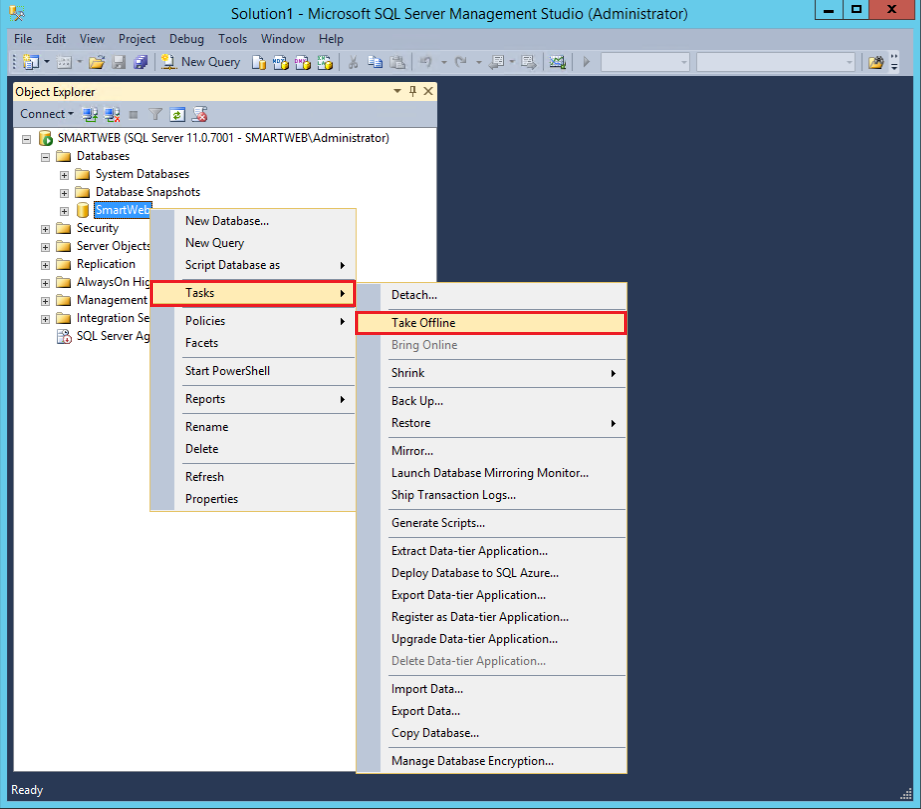 Solution1 - Microsoft SQL Server Management Studio (Administrator)
File Edit View Project Debug Tools Window Help
New Query
Object Explorer
Connect
SMARTWEB (SQL Server 11.0.7001 - SMARTWEB\Administrator)
Databases
System Databases
Database Snapshots
SmartWeb
Security
Server Objects
Replication
AlwaysOn Hig
Management
Integration Se
SQL Server Ag
New Database...
New Query
Script Database as
Tasks
Policies
Facets
Start PowerShell
Reports
Rename
Delete
Refresh
Properties
Detach...
Take Offline
Bring Online
Shrink
Back Up...
Restore
Mirror...
Launch Database Mirroring Monitor...
Ship Transaction Logs...
Generate Scripts...
Extract Data-tier Application...
Deploy Database to SQL Azure...
Export Data-tier Application...
Register as Data-tier Application...
Upgrade Data-tier Application...
Delete Data-tier Application...
Import Data...
Export Data...
Copy Database...
Manage Database Encryption...
Ready